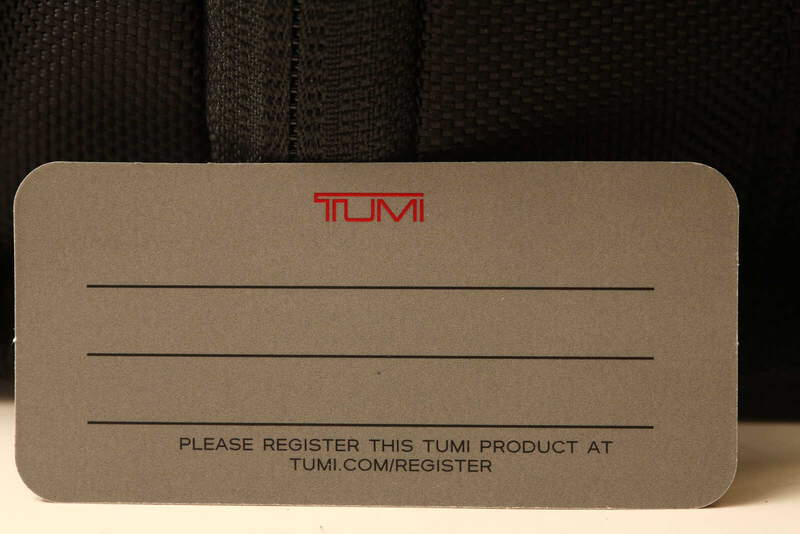 TUMI
PLEASE REGISTER THIS TUMI PRODUCT AT
TUMI.COM/REGISTER